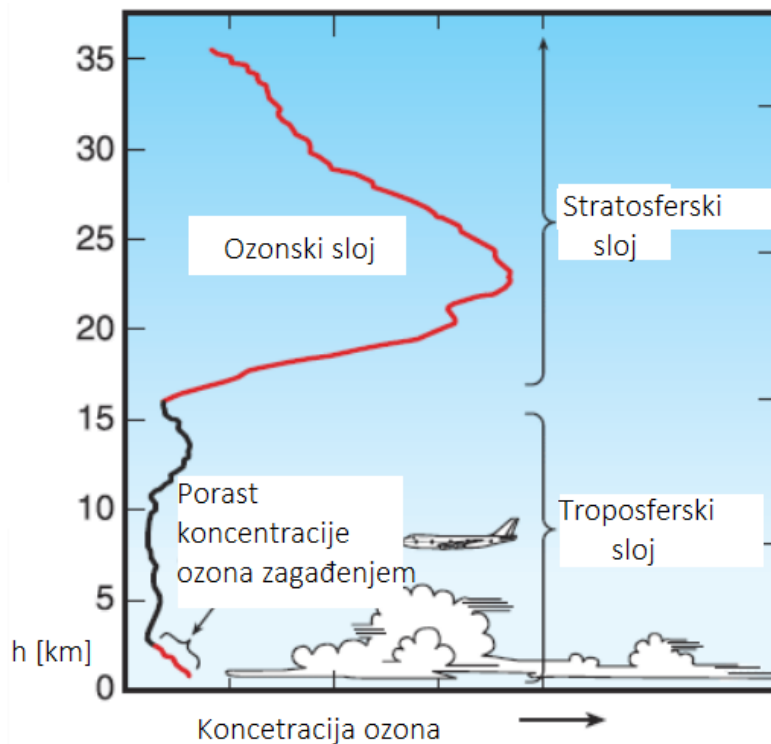 35
30
25
20
15
10
5
0
h [km]
Ozonski sloj
Stratosferski
sloj
Porast
koncentracije
ozona zagađenjem
Troposferski
sloj
Koncetracija ozona